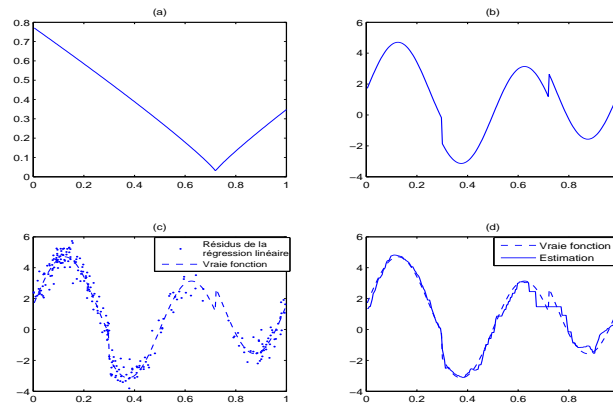 (a)
0.8
0.7
0.6
0.5
0.4
0.3
0.2
0.1
0
0 0.2 0.4 0.6 0.8 1
(b)
6
4
2
0
−2
−4
0 0.2 0.4 0.6 0.8
(c)
6
4
2
0
−2
−4
0 0.2 0.4 0.6 0.8 1
Résidus de la
régression linéaire
Vraie fonction
(d)
6
4
2
0
−2
−4
0 0.2 0.4 0.6 0.8
Vraie fonction
Estimation